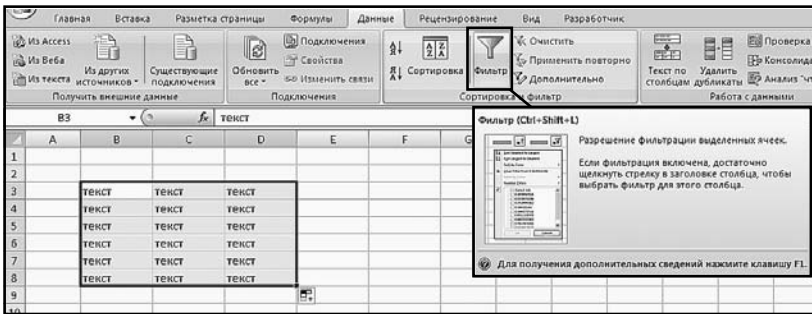 Главная Вставка Разметка страницы Формулы Данные Рецензирование Вид Разработчик
Из Access
Из Веба
Из текста
Из других источников
Существующие подключения
Получить внешние данные
Обновить все
Подключения
Свойства
Изменить связи
Подключения
Сортировка
Фильтр
Очистить
Применить повторно
Дополнительно
Сортировка и фильтр
Текст по столбцам
Удалить дубликаты
Проверка
Консолида
Анализ "чт
Работа с данными
B3 fx текст
A B C D E F G
1
2
3 текст текст текст
4 текст текст текст
5 текст текст текст
6 текст текст текст
7 текст текст текст
8 текст текст текст
9
10
Фильтр (Ctrl+Shift+L)
Разрешение фильтрации выделенных ячеек.
Если фильтрация включена, достаточно
щелкнуть стрелку в заголовке столбца, чтобы
выбрать фильтр для этого столбца.
Для получения дополнительных сведений нажмите клавишу F1.